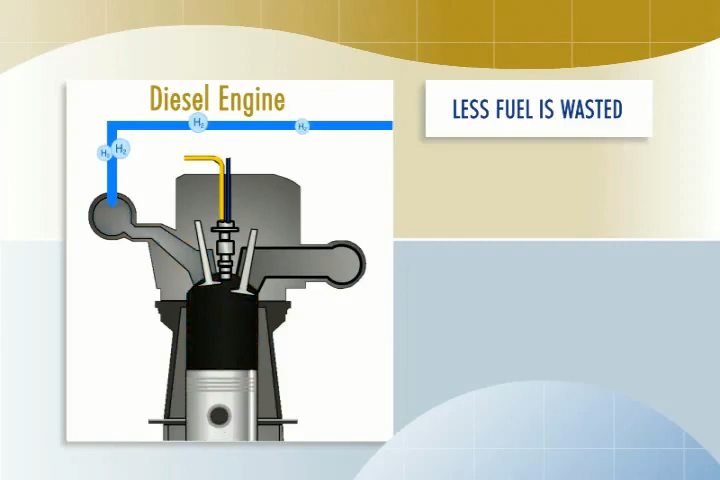 Diesel Engine
LESS FUEL IS WASTED
H₂
H₂
H₂
H₂